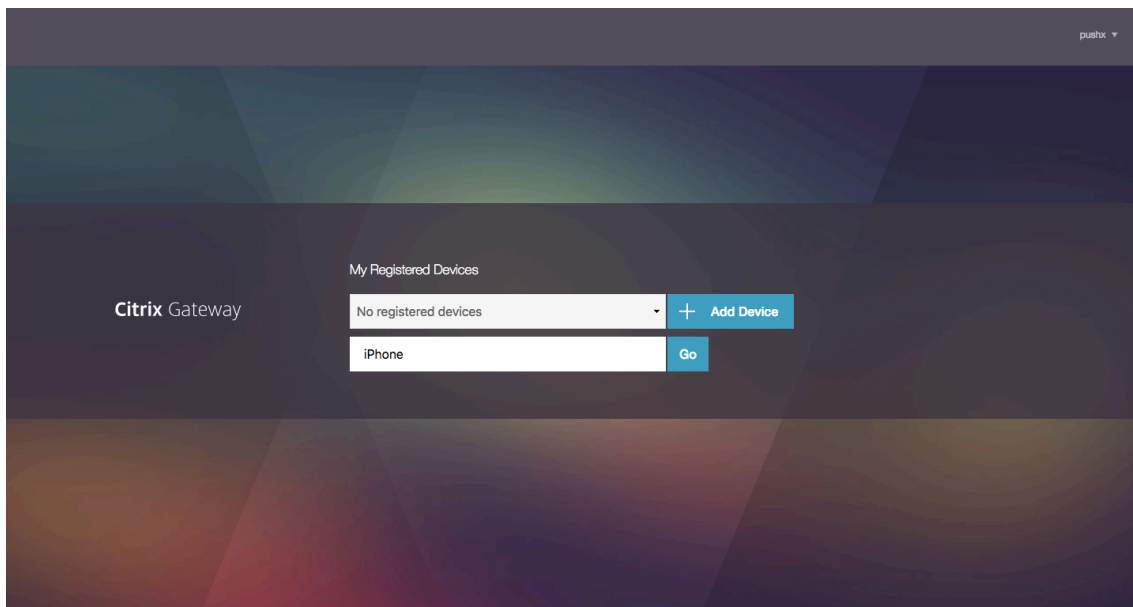 pushx
My Registered Devices
Citrix Gateway
No registered devices
Add Device
iPhone
Go